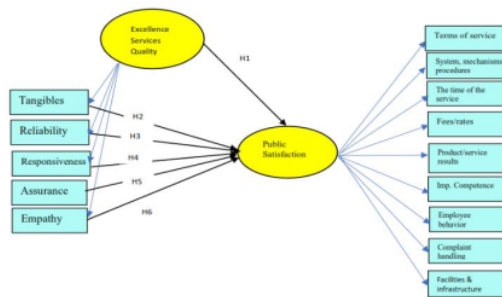 Excellence
Services
Quality
H1
Tangibles
H2
Reliability
H3
Responsiveness
H4
Assurance
H5
Empathy
H6
Public
Satisfaction
Terms of service
System, mechanisms
procedures
The time of the
service
Fees/rates
Product/service
results
Imp. Competence
Employee
behavior
Complaint
handling
Facilities &
infrastructure